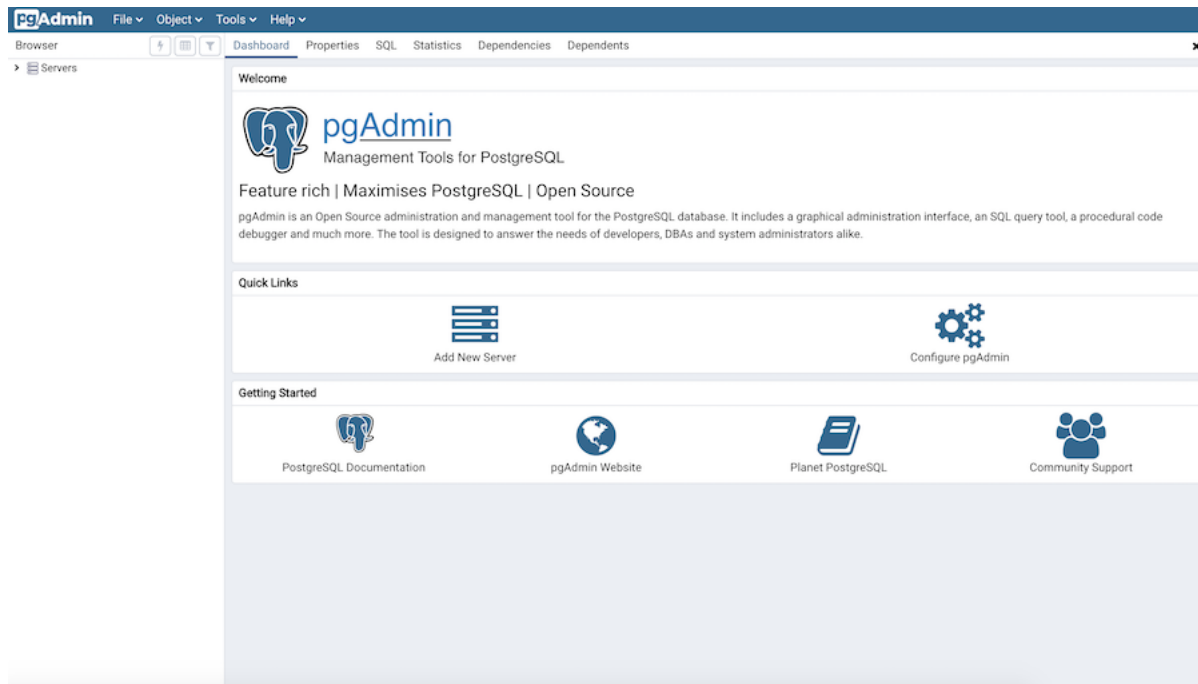 pgAdmin File Object Tools Help
Browser Dashboard Properties SQL Statistics Dependencies Dependents
Servers
Welcome
pgAdmin
Management Tools for PostgreSQL
Feature rich | Maximises PostgreSQL | Open Source
pgAdmin is an Open Source administration and management tool for the PostgreSQL database. It includes a graphical administration interface, an SQL query tool, a procedural code
debugger and much more. The tool is designed to answer the needs of developers, DBAs and system administrators alike.
Quick Links
Add New Server Configure pgAdmin
Getting Started
PostgreSQL Documentation pgAdmin Website Planet PostgreSQL Community Support